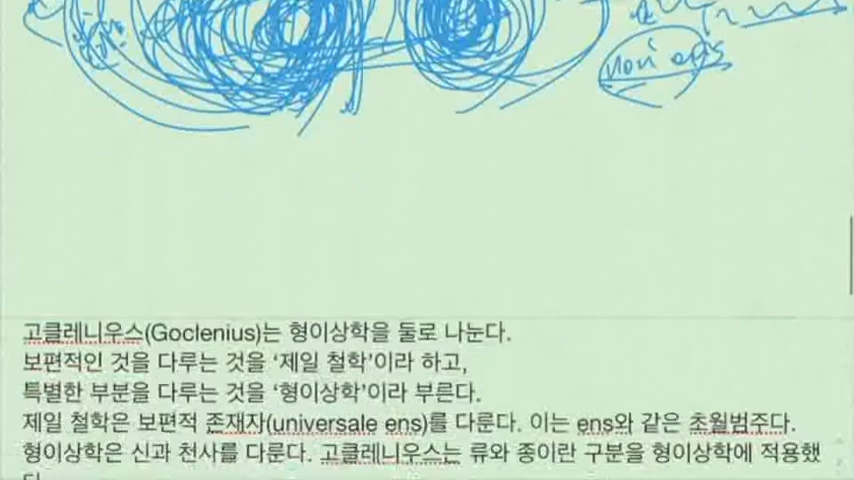 non ens
고클레니우스(Goclenius)는 형이상학을 둘로 나눈다.
보편적인 것을 다루는 것을 ‘제일 철학’이라 하고,
특별한 부분을 다루는 것을 ‘형이상학’이라 부른다.
제일 철학은 보편적 존재자(universale ens)를 다룬다. 이는 ens와 같은 초월범주다.
형이상학은 신과 천사를 다룬다. 고클레니우스는 류와 종이란 구분을 형이상학에 적용했